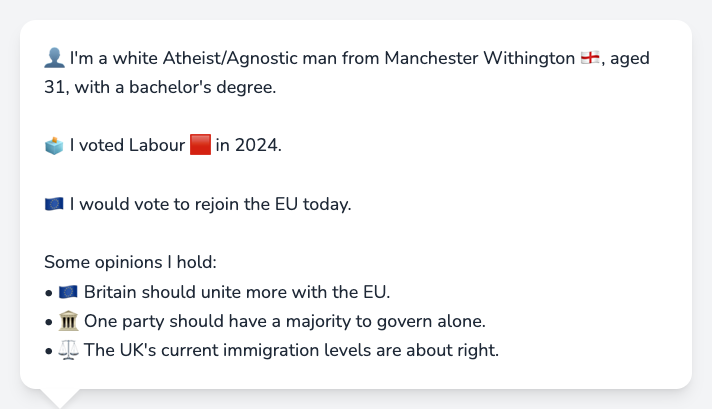 👤 I'm a white Atheist/Agnostic man from Manchester Withington 🏴󠁧󠁢󠁥󠁮󠁧󠁿, aged
31, with a bachelor's degree.
🗳️ I voted Labour 🟥 in 2024.
🇪🇺 I would vote to rejoin the EU today.
Some opinions I hold:
• 🇪🇺 Britain should unite more with the EU.
• 🏛️ One party should have a majority to govern alone.
• ⚖️ The UK's current immigration levels are about right.